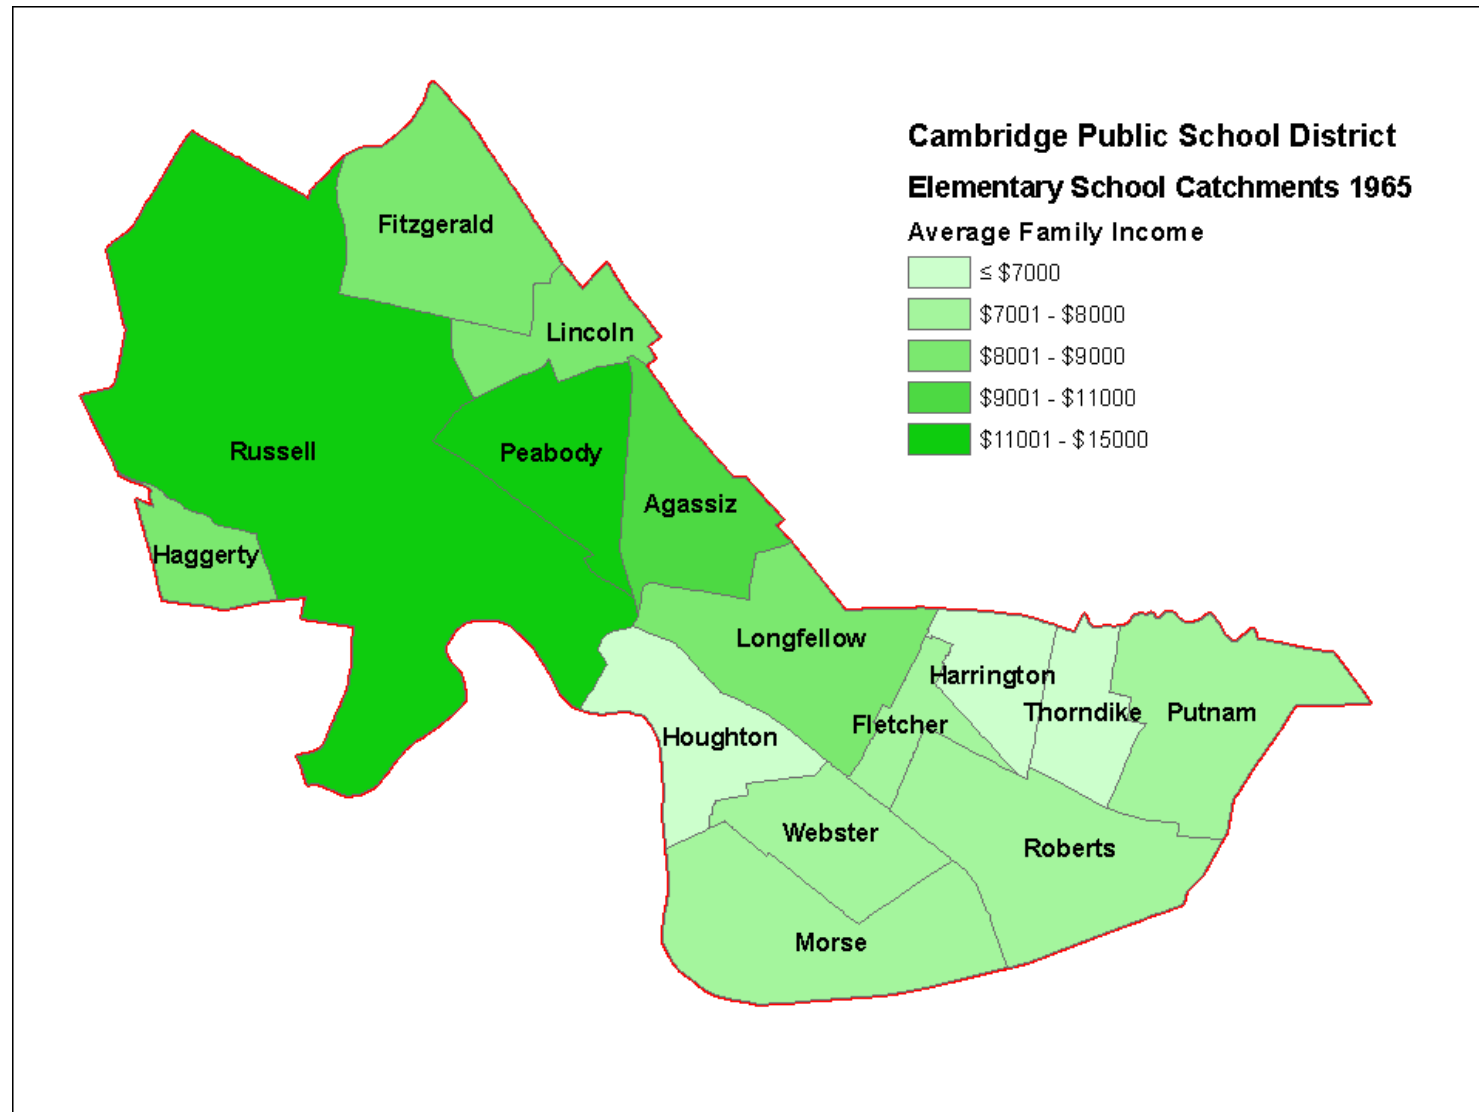 Cambridge Public School District
Elementary School Catchments 1965
Average Family Income
≤ $7000
$7001 - $8000
$8001 - $9000
$9001 - $11000
$11001 - $15000
Fitzgerald
Lincoln
Russell
Peabody
Agassiz
Haggerty
Longfellow
Harrington
Thorndike
Putnam
Fletcher
Houghton
Webster
Roberts
Morse